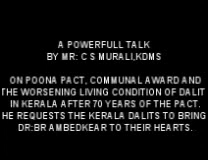 A POWERFULL TALK
BY MR: C S MURALI,KDMS
ON POONA PACT, COMMUNAL AWARD AND
THE WORSENING LIVING CONDITION OF DALIT
IN KERALA AFTER 70 YEARS OF THE PACT.
HE REQUESTS THE KERALA DALITS TO BRING
DR:BR AMBEDKEAR TO THEIR HEARTS.